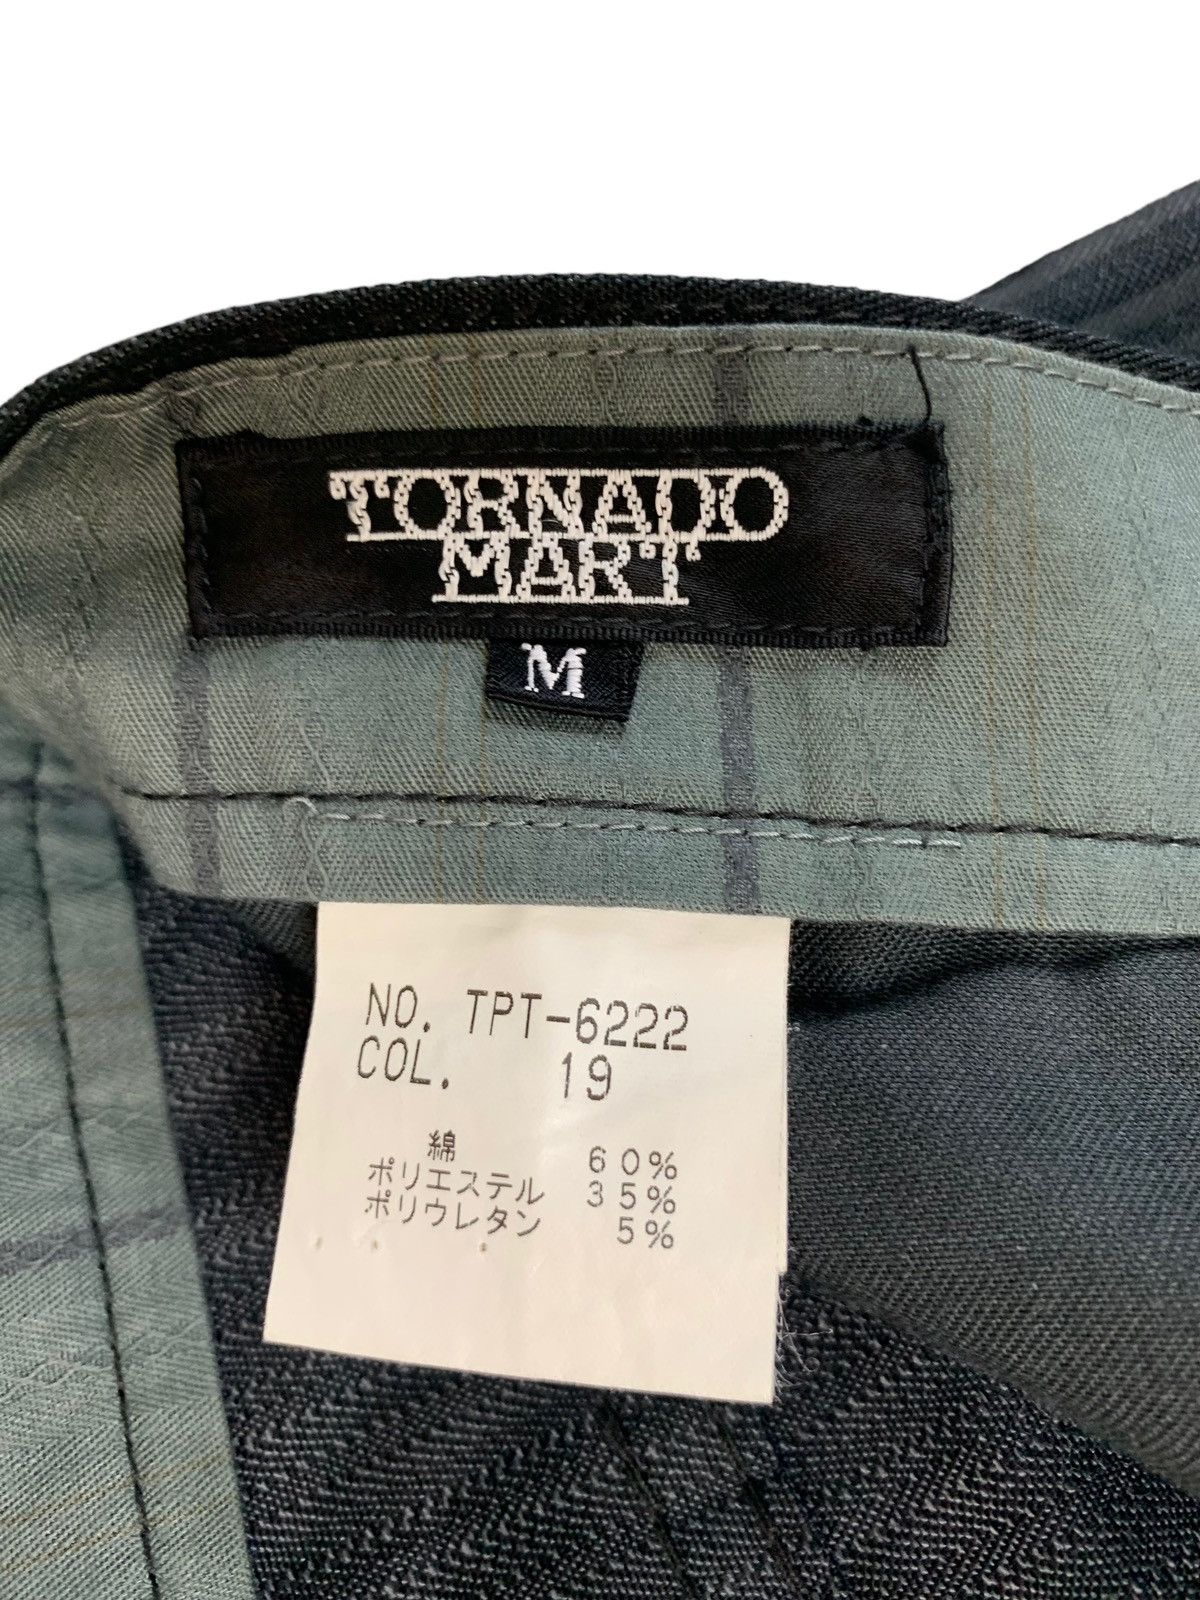 TORNADO
MART
M
NO. TPT-6222
COL. 19
綿 60%
ポリエステル 35%
ポリウレタン 5%